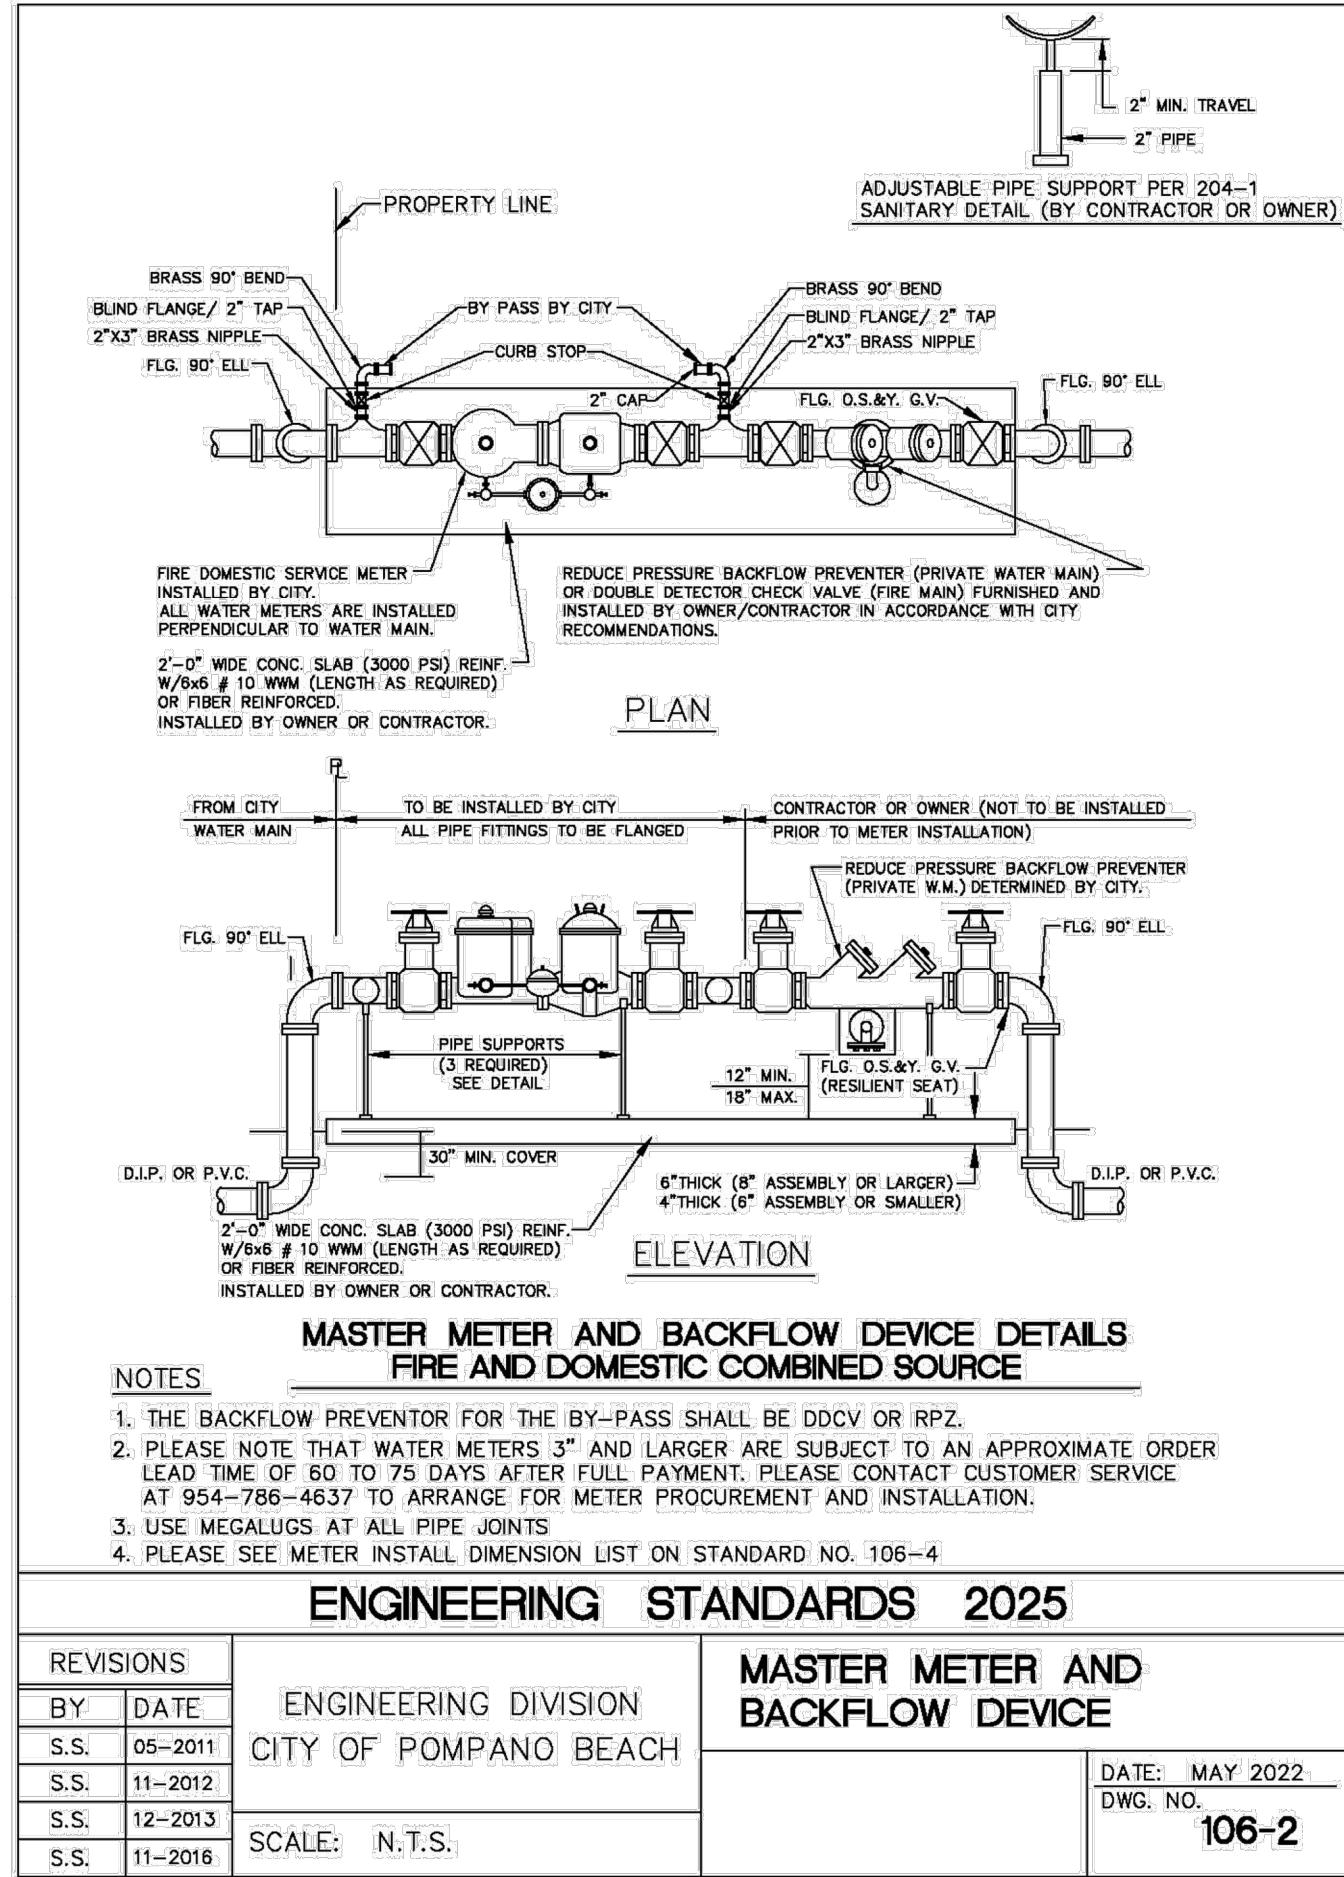 2" MIN. TRAVEL
2" PIPE
ADJUSTABLE PIPE SUPPORT PER 204-1
SANITARY DETAIL (BY CONTRACTOR OR OWNER)
PROPERTY LINE
BRASS 90° BEND
BLIND FLANGE/ 2" TAP
2"X3" BRASS NIPPLE
FLG. 90° ELL
BY PASS BY CITY
CURB STOP
2" CAP
BRASS 90° BEND
BLIND FLANGE/ 2" TAP
2"X3" BRASS NIPPLE
FLG. O.S.&Y. G.V.
FLG. 90° ELL
FIRE DOMESTIC SERVICE METER
INSTALLED BY CITY.
ALL WATER METERS ARE INSTALLED
PERPENDICULAR TO WATER MAIN.
REDUCE PRESSURE BACKFLOW PREVENTER (PRIVATE WATER MAIN)
OR DOUBLE DETECTOR CHECK VALVE (FIRE MAIN) FURNISHED AND
INSTALLED BY OWNER/CONTRACTOR IN ACCORDANCE WITH CITY
RECOMMENDATIONS.
2'-0" WIDE CONC. SLAB (3000 PSI) REINF.
W/6x6 # 10 WWM (LENGTH AS REQUIRED)
OR FIBER REINFORCED.
INSTALLED BY OWNER OR CONTRACTOR.
PLAN
PL
FROM CITY
WATER MAIN
TO BE INSTALLED BY CITY
ALL PIPE FITTINGS TO BE FLANGED
CONTRACTOR OR OWNER (NOT TO BE INSTALLED
PRIOR TO METER INSTALLATION)
REDUCE PRESSURE BACKFLOW PREVENTER
(PRIVATE W.M.) DETERMINED BY CITY.
FLG. 90° ELL
FLG. 90° ELL
PIPE SUPPORTS
(3 REQUIRED)
SEE DETAIL
12" MIN.
18" MAX.
FLG. O.S.&Y. G.V.
(RESILIENT SEAT)
30" MIN. COVER
D.I.P. OR P.V.C.
D.I.P. OR P.V.C.
6"THICK (8" ASSEMBLY OR LARGER)
4"THICK (6" ASSEMBLY OR SMALLER)
2'-0" WIDE CONC. SLAB (3000 PSI) REINF.
W/6x6 # 10 WWM (LENGTH AS REQUIRED)
OR FIBER REINFORCED.
INSTALLED BY OWNER OR CONTRACTOR.
ELEVATION
MASTER METER AND BACKFLOW DEVICE DETAILS
FIRE AND DOMESTIC COMBINED SOURCE
NOTES
1. THE BACKFLOW PREVENTOR FOR THE BY-PASS SHALL BE DDCV OR RPZ.
2. PLEASE NOTE THAT WATER METERS 3" AND LARGER ARE SUBJECT TO AN APPROXIMATE ORDER
LEAD TIME OF 60 TO 75 DAYS AFTER FULL PAYMENT. PLEASE CONTACT CUSTOMER SERVICE
AT 954-786-4637 TO ARRANGE FOR METER PROCUREMENT AND INSTALLATION.
3. USE MEGALUGS AT ALL PIPE JOINTS
4. PLEASE SEE METER INSTALL DIMENSION LIST ON STANDARD NO. 106-4
ENGINEERING STANDARDS 2025
REVISIONS
BY DATE
S.S. 05-2011
S.S. 11-2012
S.S. 12-2013
S.S. 11-2016
ENGINEERING DIVISION
CITY OF POMPANO BEACH
SCALE: N.T.S.
MASTER METER AND
BACKFLOW DEVICE
DATE: MAY 2022
DWG. NO.
106-2